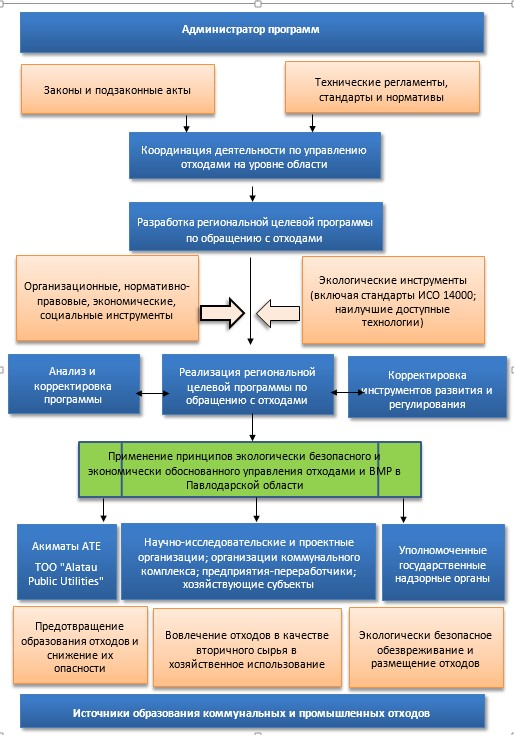 Администратор программ
Законы и подзаконные акты
Технические регламенты,
стандарты и нормативы
Координация деятельности по управлению
отходами на уровне области
Разработка региональной целевой программы
по обращению с отходами
Организационные, нормативно-
правовые, экономические,
социальные инструменты
Экологические инструменты
(включая стандарты ИСО 14000;
наилучшие доступные
технологии)
Анализ и
корректировка
программы
Реализация региональной
целевой программы по
обращению с отходами
Корректировка
инструментов развития и
регулирования
Применение принципов экологически безопасного и
экономически обоснованного управления отходами и ВМР в
Павлодарской области
Акиматы АТЕ
ТОО "Alatau
Public Utilities"
Научно-исследовательские и проектные
организации; организации коммунального
комплекса; предприятия-переработчики;
хозяйствующие субъекты
Уполномоченные
государственные
надзорные органы
Предотвращение
образования отходов и
снижение их
опасности
Вовлечение отходов в качестве
вторичного сырья в
хозяйственное использование
Экологически безопасное
обезвреживание и
размещение отходов
Источники образования коммунальных и промышленных отходов